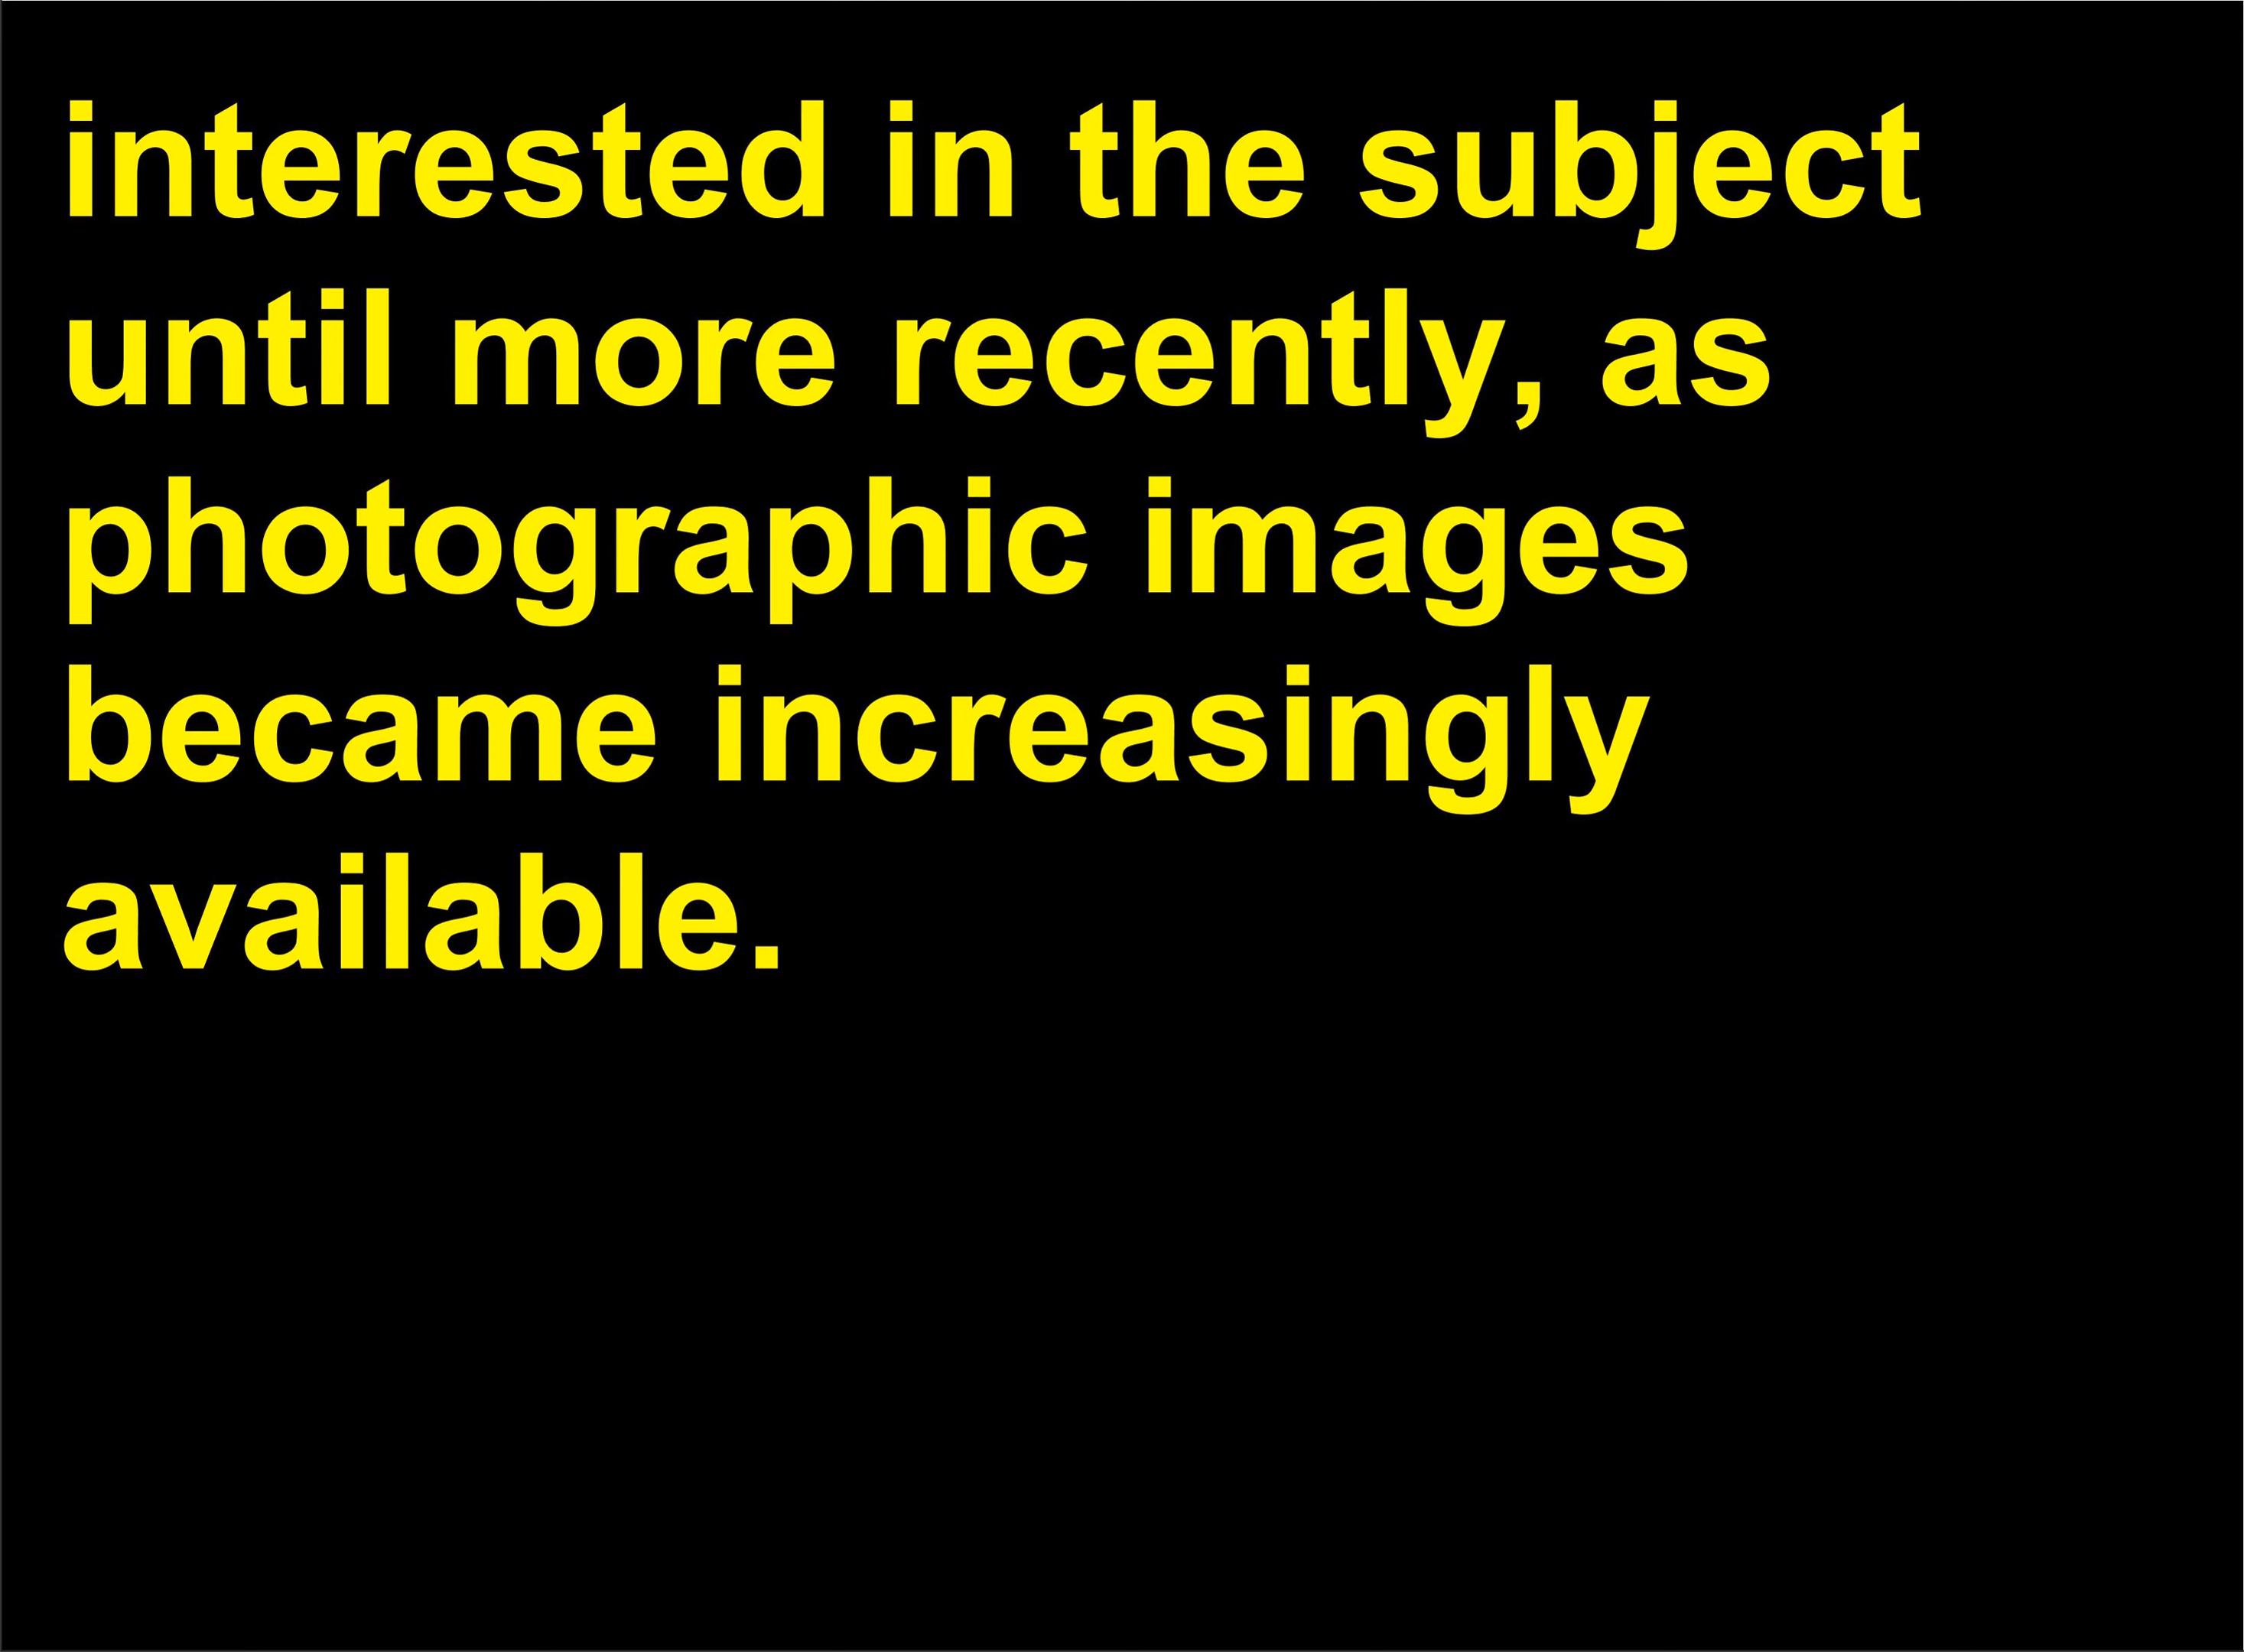 interested in the subject
until more recently, as
photographic images
became increasingly
available.